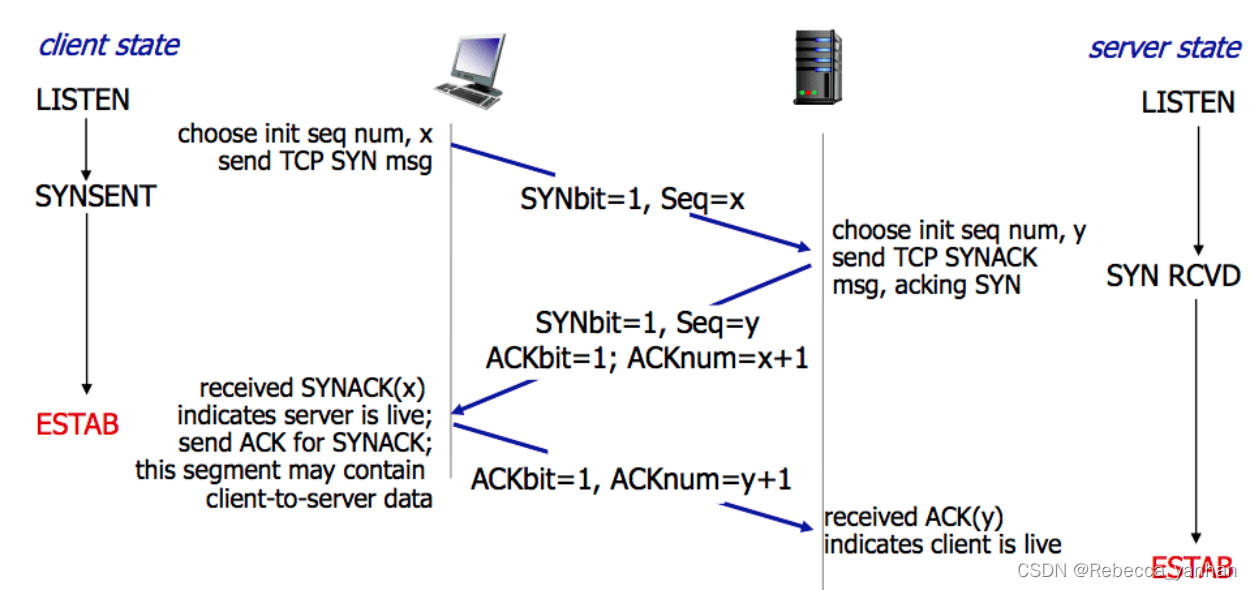 client state
server state
LISTEN
LISTEN
choose init seq num, x
send TCP SYN msg
SYNSENT
SYNbit=1, Seq=x
choose init seq num, y
send TCP SYNACK
msg, acking SYN
SYN RCVD
SYNbit=1, Seq=y
ACKbit=1; ACKnum=x+1
received SYNACK(x)
indicates server is live;
ESTAB
send ACK for SYNACK;
this segment may contain
client-to-server data
ACKbit=1, ACKnum=y+1
received ACK(y)
indicates client is live
ESTAB
CSDN @Rebecca_yanhan